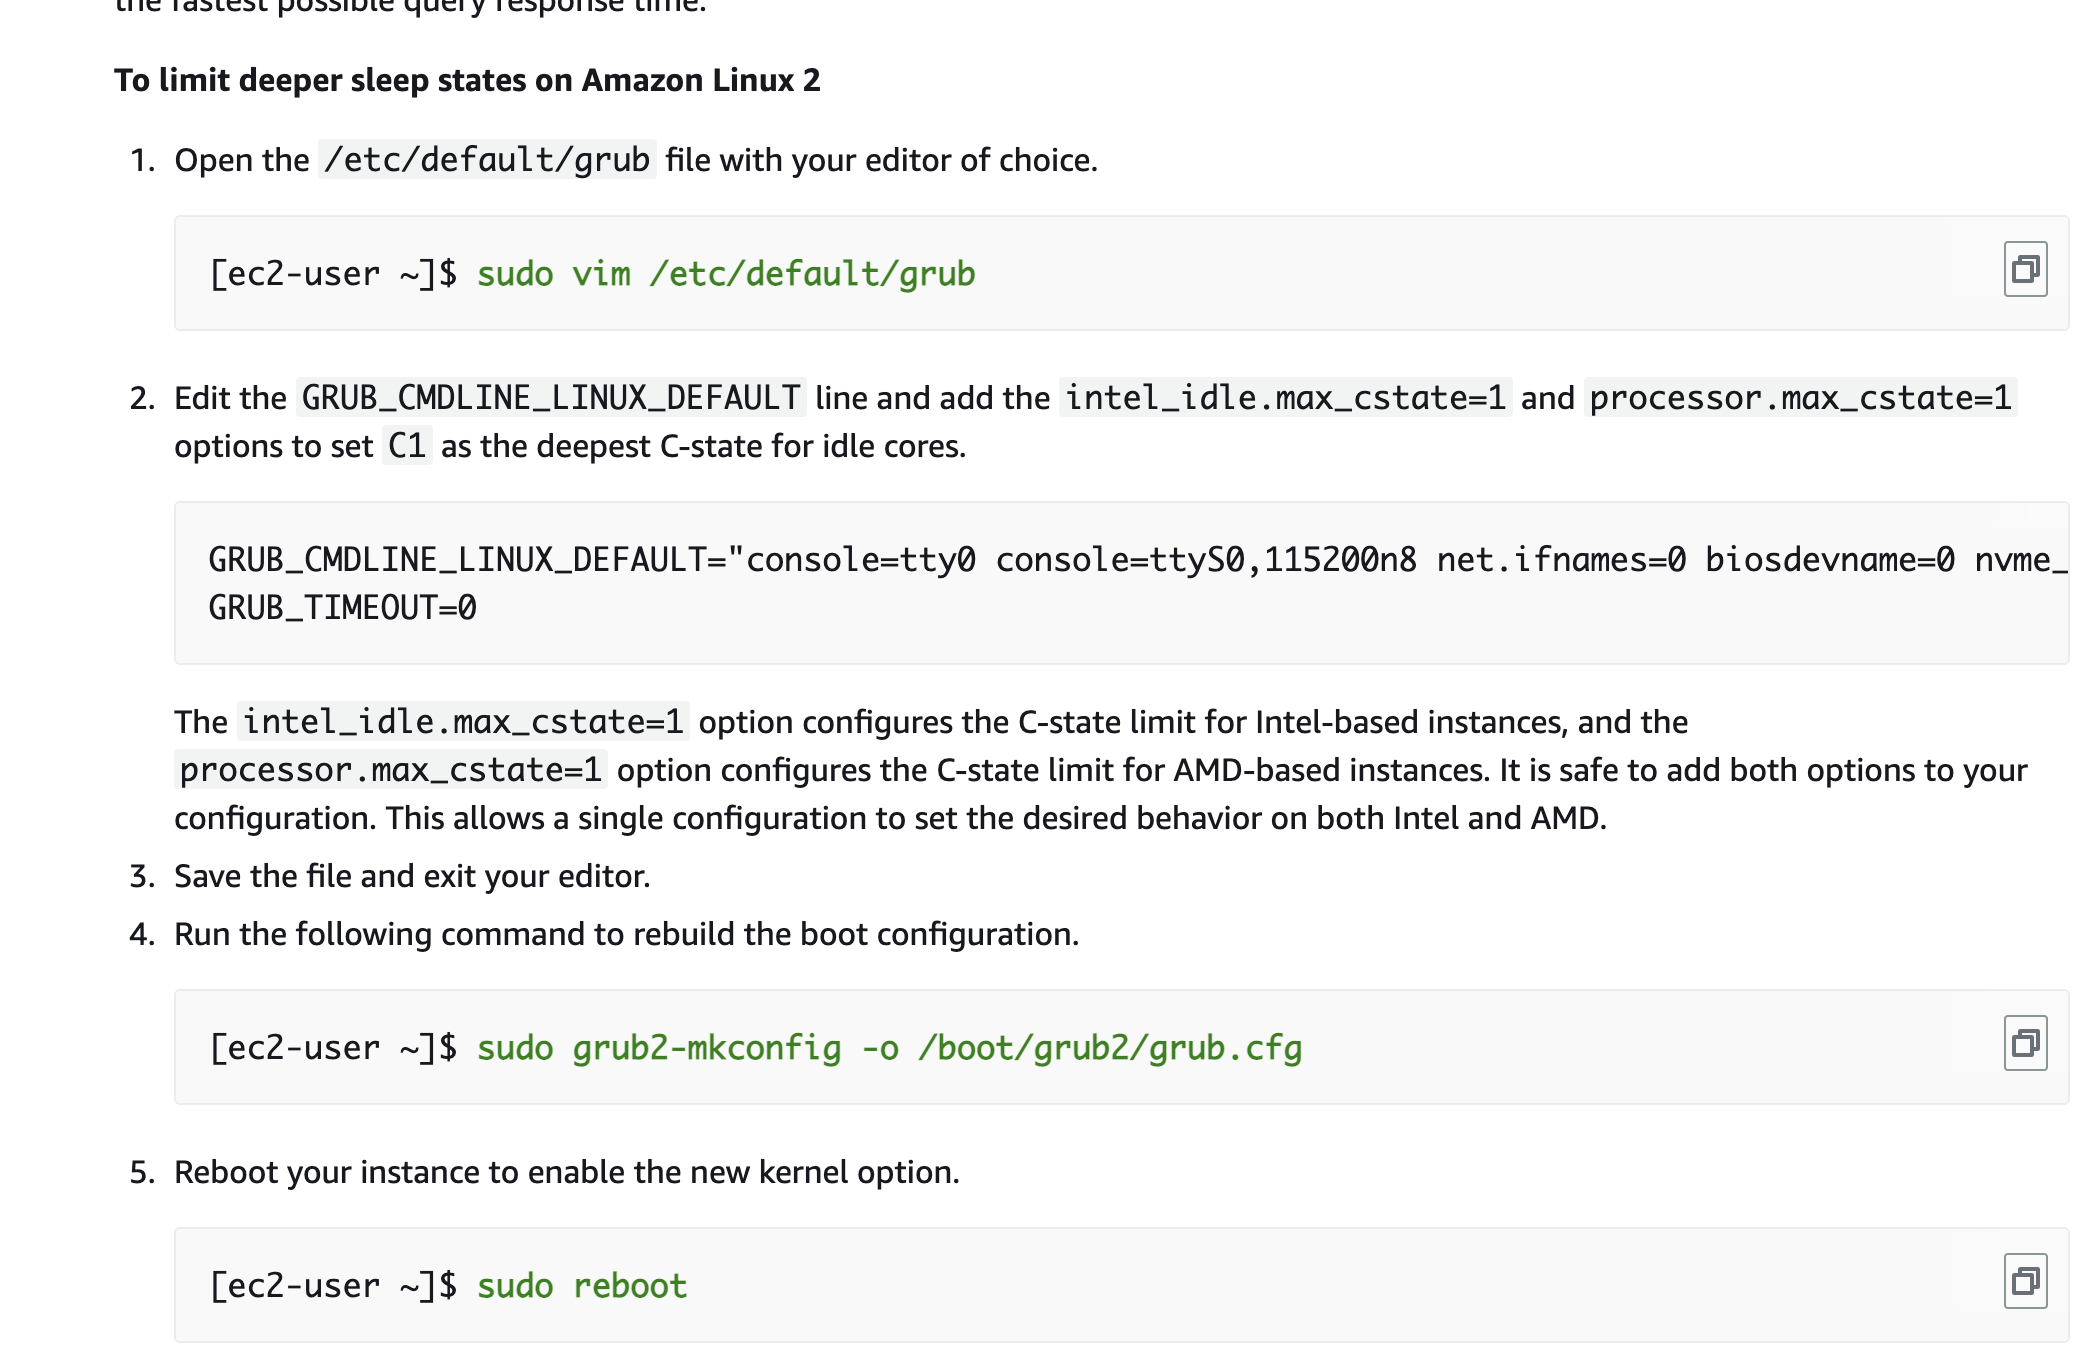 the fastest possible query response time.
To limit deeper sleep states on Amazon Linux 2
1. Open the /etc/default/grub file with your editor of choice.
[ec2-user ~]$ sudo vim /etc/default/grub
2. Edit the GRUB_CMDLINE_LINUX_DEFAULT line and add the intel_idle.max_cstate=1 and processor.max_cstate=1
options to set C1 as the deepest C-state for idle cores.
GRUB_CMDLINE_LINUX_DEFAULT="console=tty0 console=ttyS0,115200n8 net.ifnames=0 biosdevname=0 nvme_
GRUB_TIMEOUT=0
The intel_idle.max_cstate=1 option configures the C-state limit for Intel-based instances, and the
processor.max_cstate=1 option configures the C-state limit for AMD-based instances. It is safe to add both options to your
configuration. This allows a single configuration to set the desired behavior on both Intel and AMD.
3. Save the file and exit your editor.
4. Run the following command to rebuild the boot configuration.
[ec2-user ~]$ sudo grub2-mkconfig -o /boot/grub2/grub.cfg
5. Reboot your instance to enable the new kernel option.
[ec2-user ~]$ sudo reboot